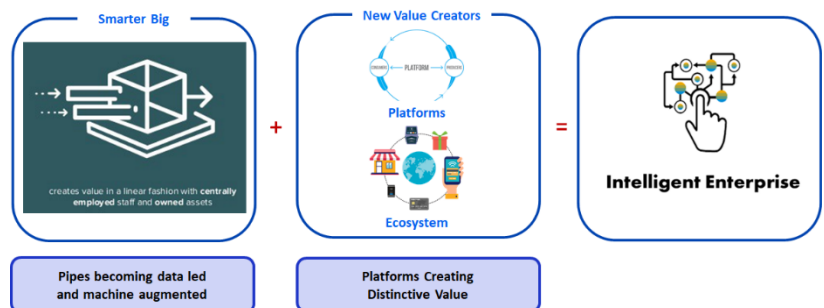 Smarter Big
creates value in a linear fashion with centrally
employed staff and owned assets
Pipes becoming data led
and machine augmented
+
New Value Creators
CONSUMER
PLATFORM
PRODUCER
Platforms
Ecosystem
Platforms Creating
Distinctive Value
=
Intelligent Enterprise